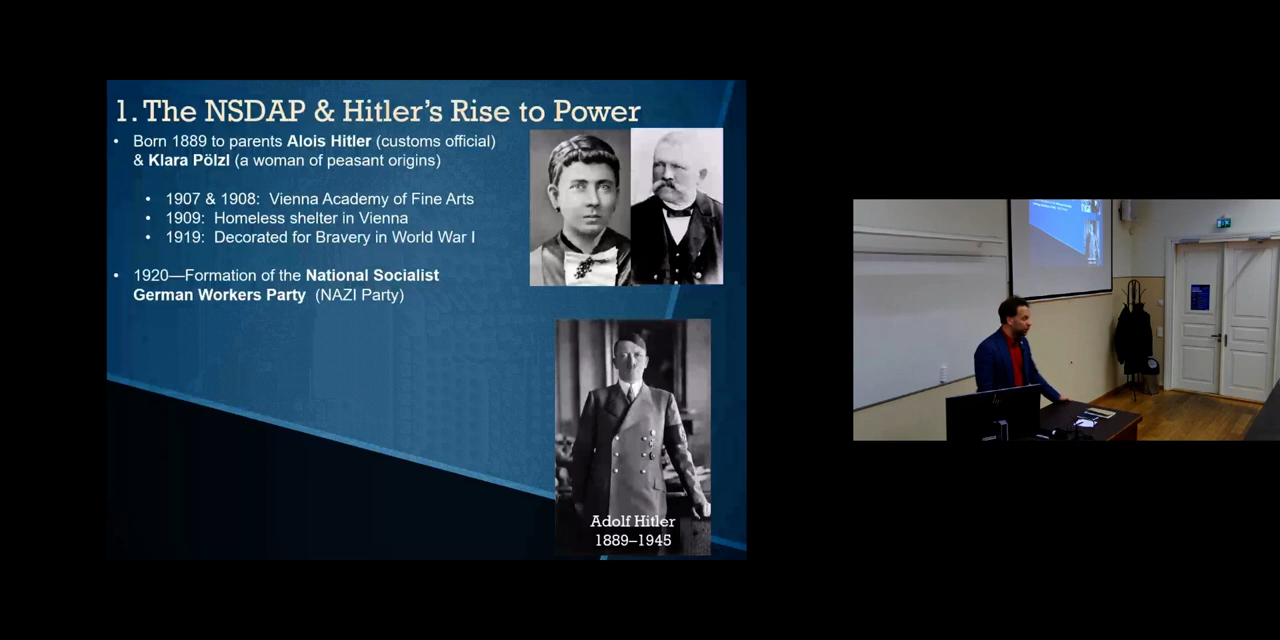 1. The NSDAP & Hitler's Rise to Power
• Born 1889 to parents Alois Hitler (customs official)
& Klara Pölzl (a woman of peasant origins)
• 1907 & 1908: Vienna Academy of Fine Arts
• 1909: Homeless shelter in Vienna
• 1919: Decorated for Bravery in World War I
• 1920—Formation of the National Socialist
German Workers Party (NAZI Party)
Adolf Hitler
1889–1945